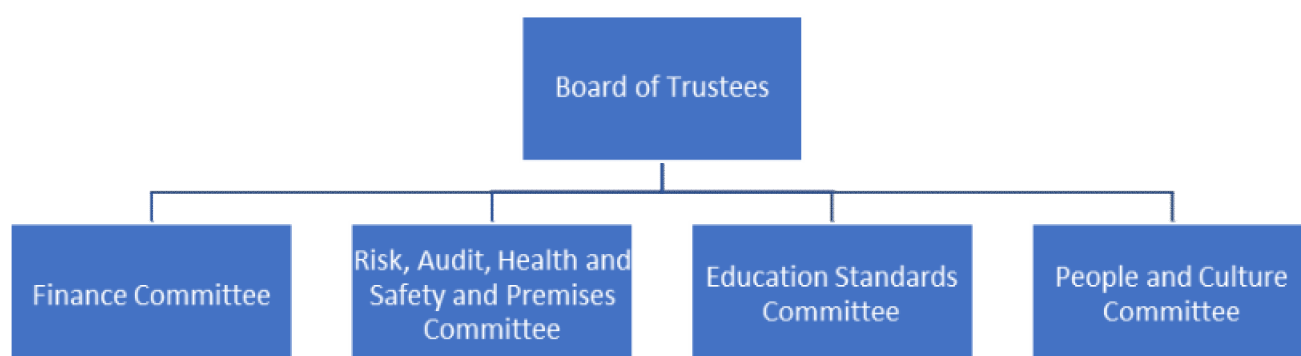 Board of Trustees
Finance Committee
Risk, Audit, Health and
Safety and Premises
Committee
Education Standards
Committee
People and Culture
Committee